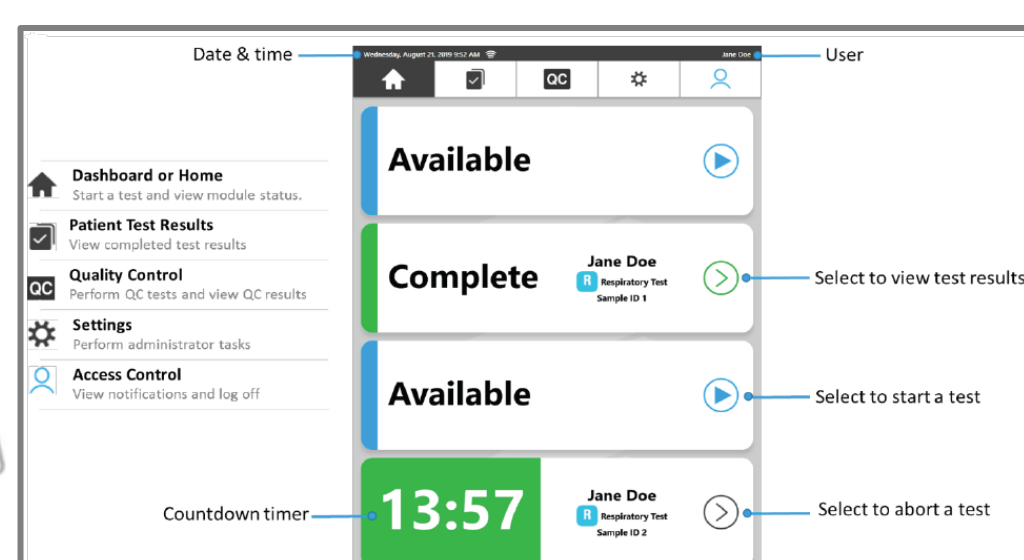 Date & time
Wednesday, August 21, 2019 9:52 AM
Jane Doe
User
QC
Available
Dashboard or Home
Start a test and view module status.
Patient Test Results
View completed test results
QC
Quality Control
Perform QC tests and view QC results
Settings
Perform administrator tasks
Access Control
View notifications and log off
Complete
Jane Doe
R Respiratory Test
Sample ID 1
Select to view test results
Available
Select to start a test
Countdown timer
13:57
Jane Doe
R Respiratory Test
Sample ID 2
Select to abort a test